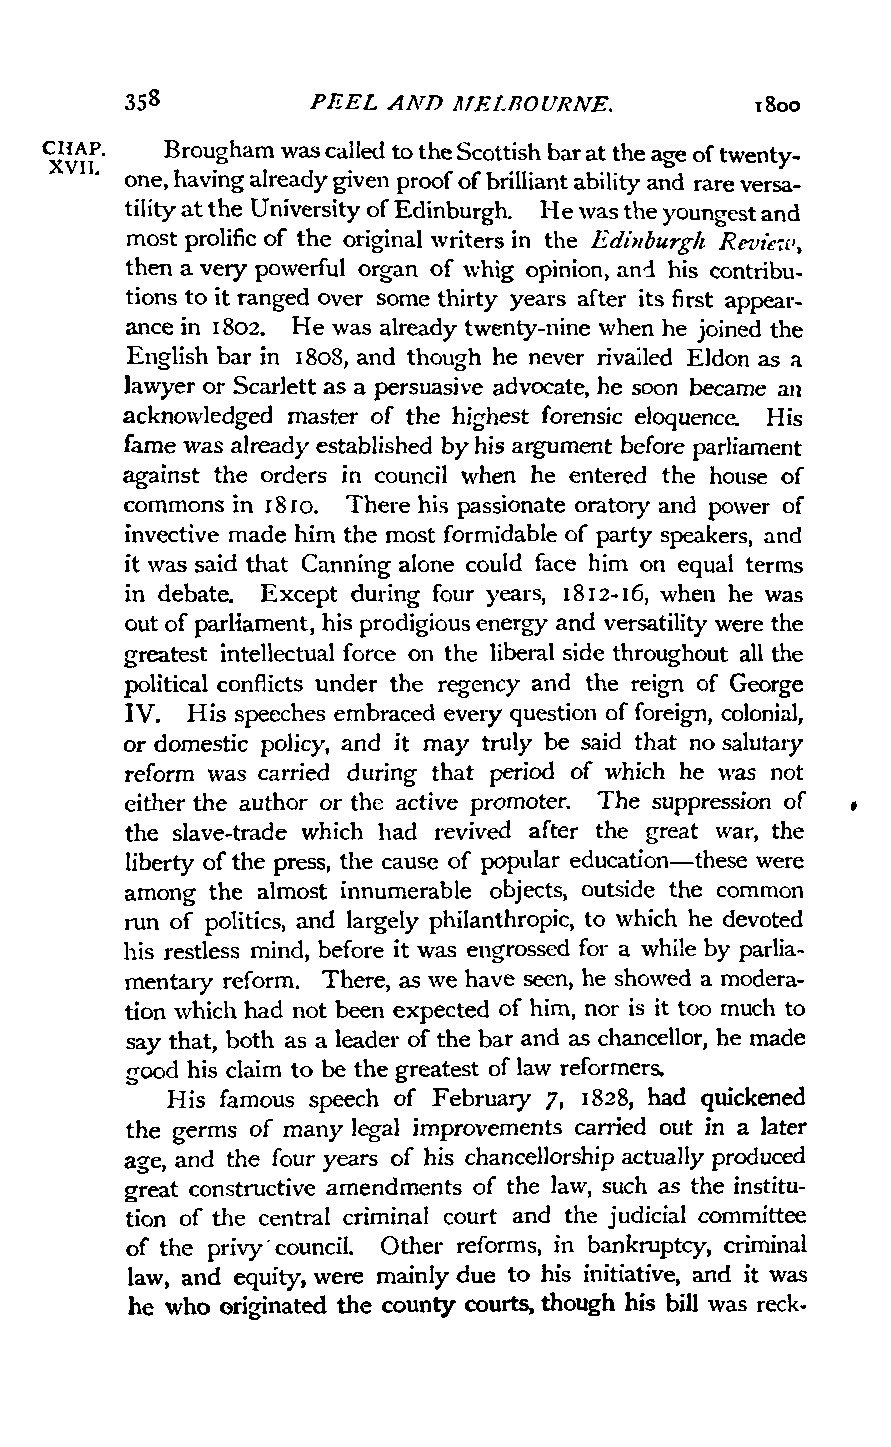 358 PEEL AND MELBOURNE. 1800
CHAP.
XVII.
Brougham was called to the Scottish bar at the age of twenty-
one, having already given proof of brilliant ability and rare versa-
tility at the University of Edinburgh. He was the youngest and
most prolific of the original writers in the Edinburgh Review,
then a very powerful organ of whig opinion, and his contribu-
tions to it ranged over some thirty years after its first appear-
ance in 1802. He was already twenty-nine when he joined the
English bar in 1808, and though he never rivailed Eldon as a
lawyer or Scarlett as a persuasive advocate, he soon became an
acknowledged master of the highest forensic eloquence. His
fame was already established by his argument before parliament
against the orders in council when he entered the house of
commons in 1810. There his passionate oratory and power of
invective made him the most formidable of party speakers, and
it was said that Canning alone could face him on equal terms
in debate. Except during four years, 1812-16, when he was
out of parliament, his prodigious energy and versatility were the
greatest intellectual force on the liberal side throughout all the
political conflicts under the regency and the reign of George
IV. His speeches embraced every question of foreign, colonial,
or domestic policy, and it may truly be said that no salutary
reform was carried during that period of which he was not
either the author or the active promoter. The suppression of
the slave-trade which had revived after the great war, the
liberty of the press, the cause of popular education—these were
among the almost innumerable objects, outside the common
run of politics, and largely philanthropic, to which he devoted
his restless mind, before it was engrossed for a while by parlia-
mentary reform. There, as we have seen, he showed a modera-
tion which had not been expected of him, nor is it too much to
say that, both as a leader of the bar and as chancellor, he made
good his claim to be the greatest of law reformers.
His famous speech of February 7, 1828, had quickened
the germs of many legal improvements carried out in a later
age, and the four years of his chancellorship actually produced
great constructive amendments of the law, such as the institu-
tion of the central criminal court and the judicial committee
of the privy council. Other reforms, in bankruptcy, criminal
law, and equity, were mainly due to his initiative, and it was
he who originated the county courts, though his bill was reck-